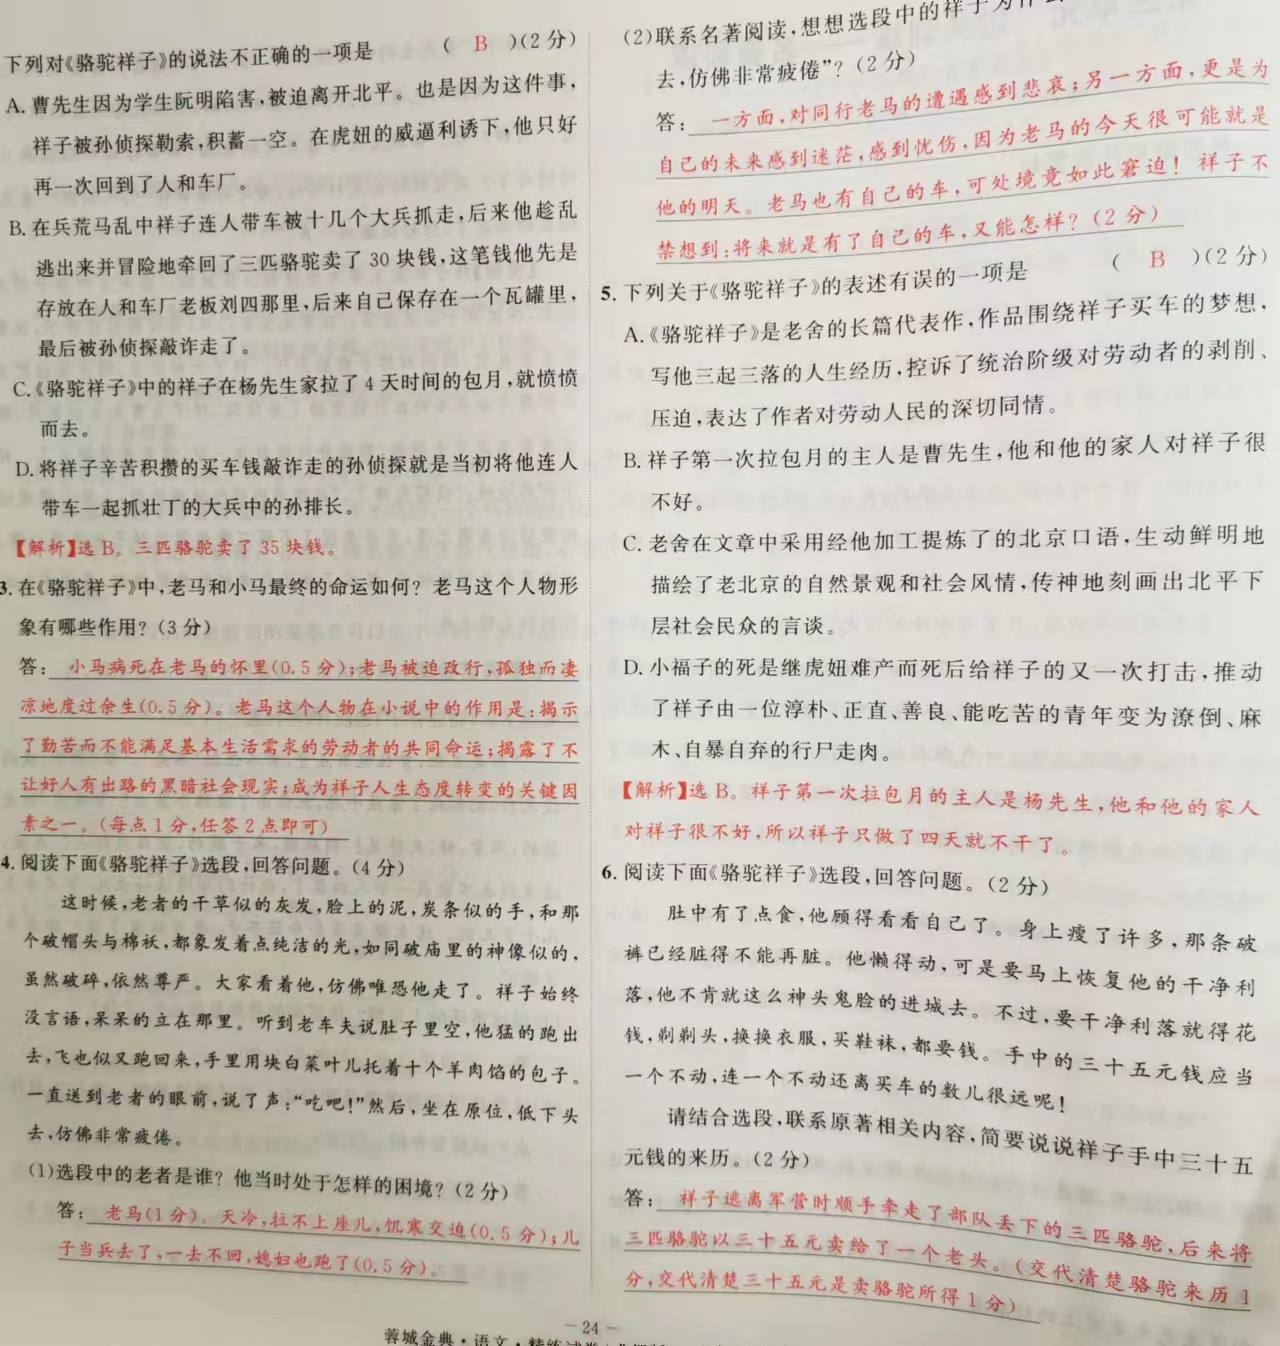 下列对《骆驼祥子》的说法不正确的一项是 ( B )(2分)
A. 曹先生因为学生阮明陷害,被迫离开北平。也是因为这件事,
祥子被孙侦探勒索,积蓄一空。在虎妞的威逼利诱下,他只好
再一次回到了人和车厂。
B. 在兵荒马乱中祥子连人带车被十几个大兵抓走,后来他趁乱
逃出来并冒险地牵回了三匹骆驼卖了30块钱,这笔钱他先是
存放在人和车厂老板刘四那里,后来自己保存在一个瓦罐里,
最后被孙侦探敲诈走了。
C.《骆驼祥子》中的祥子在杨先生家拉了4天时间的包月,就愤愤
而去。
D. 将祥子辛苦积攒的买车钱敲诈走的孙侦探就是当初将他连人
带车一起抓壮丁的大兵中的孙排长。
【解析】选B。三匹骆驼卖了35块钱。
3. 在《骆驼祥子》中,老马和小马最终的命运如何？老马这个人物形
象有哪些作用？(3分)
答: 小马病死在老马的怀里(0.5分);老马被迫改行,孤独而凄
凉地度过余生(0.5分)。老马这个人物在小说中的作用是:揭示
了勤苦而不能满足基本生活需求的劳动者的共同命运;揭露了不
让好人有出路的黑暗社会现实;成为祥子人生态度转变的关键因
素之一。(每点1分,任答2点即可)
4. 阅读下面《骆驼祥子》选段,回答问题。(4分)
这时候,老者的干草似的灰发,脸上的泥,炭条似的手,和那
个破帽头与棉袄,都象发着点纯洁的光,如同破庙里的神像似的,
虽然破碎,依然尊严。大家看着他,仿佛唯恐他走了。祥子始终
没言语,呆呆的立在那里。听到老车夫说肚子里空,他猛的跑出
去,飞也似又跑回来,手里用块白菜叶儿托着十个羊肉馅的包子。
一直送到老者的眼前,说了声:“吃吧!”然后,坐在原位,低下头
去,仿佛非常疲倦。
(1)选段中的老者是谁？他当时处于怎样的困境？(2分)
答: 老马(1分)。天冷,拉不上座儿,饥寒交迫(0.5分);儿
子当兵去了,一去不回,媳妇也跑了(0.5分)。
(2)联系名著阅读,想想选段中的祥子为什么
去,仿佛非常疲倦”？(2分)
答: 一方面,对同行老马的遭遇感到悲哀;另一方面,更是为
自己的未来感到迷茫,感到忧伤,因为老马的今天很可能就是
他的明天。老马也有自己的车,可处境竟如此窘迫！祥子不
禁想到:将来就是有了自己的车,又能怎样？(2分)
5. 下列关于《骆驼祥子》的表述有误的一项是 ( B )(2分)
A.《骆驼祥子》是老舍的长篇代表作,作品围绕祥子买车的梦想,
写他三起三落的人生经历,控诉了统治阶级对劳动者的剥削、
压迫,表达了作者对劳动人民的深切同情。
B. 祥子第一次拉包月的主人是曹先生,他和他的家人对祥子很
不好。
C. 老舍在文章中采用经他加工提炼了的北京口语,生动鲜明地
描绘了老北京的自然景观和社会风情,传神地刻画出北平下
层社会民众的言谈。
D. 小福子的死是继虎妞难产而死后给祥子的又一次打击,推动
了祥子由一位淳朴、正直、善良、能吃苦的青年变为潦倒、麻
木、自暴自弃的行尸走肉。
【解析】选B。祥子第一次拉包月的主人是杨先生,他和他的家人
对祥子很不好,所以祥子只做了四天就不干了。
6. 阅读下面《骆驼祥子》选段,回答问题。(2分)
肚中有了点食,他顾得看看自己了。身上瘦了许多,那条破
裤已经脏得不能再脏。他懒得动,可是要马上恢复他的干净利
落,他不肯就这么神头鬼脸的进城去。不过,要干净利落就得花
钱,剃剃头,换换衣服,买鞋袜,都要钱。手中的三十五元钱应当
一个不动,连一个不动还离买车的数儿很远呢!
请结合选段,联系原著相关内容,简要说说祥子手中三十五
元钱的来历。(2分)
答: 祥子逃离军营时顺手牵走了部队丢下的三匹骆驼,后来将
三匹骆驼以三十五元卖给了一个老头。(交代清楚骆驼来历1
分,交代清楚三十五元是卖骆驼所得1分)
— 24 —
蓉城金典·语文·精练试卷